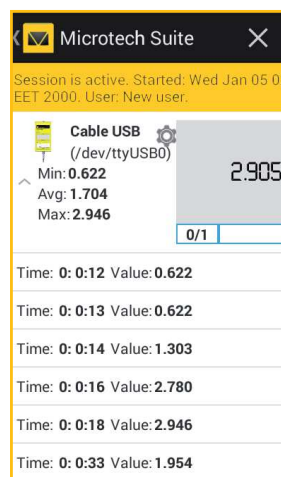 Microtech Suite
Session is active. Started: Wed Jan 05 0
EET 2000. User: New user.
Cable USB
(/dev/ttyUSB0)
Min: 0.622
Avg: 1.704
Max: 2.946
2.905
0/1
Time: 0: 0:12 Value: 0.622
Time: 0: 0:13 Value: 0.622
Time: 0: 0:14 Value: 1.303
Time: 0: 0:16 Value: 2.780
Time: 0: 0:18 Value: 2.946
Time: 0: 0:33 Value: 1.954